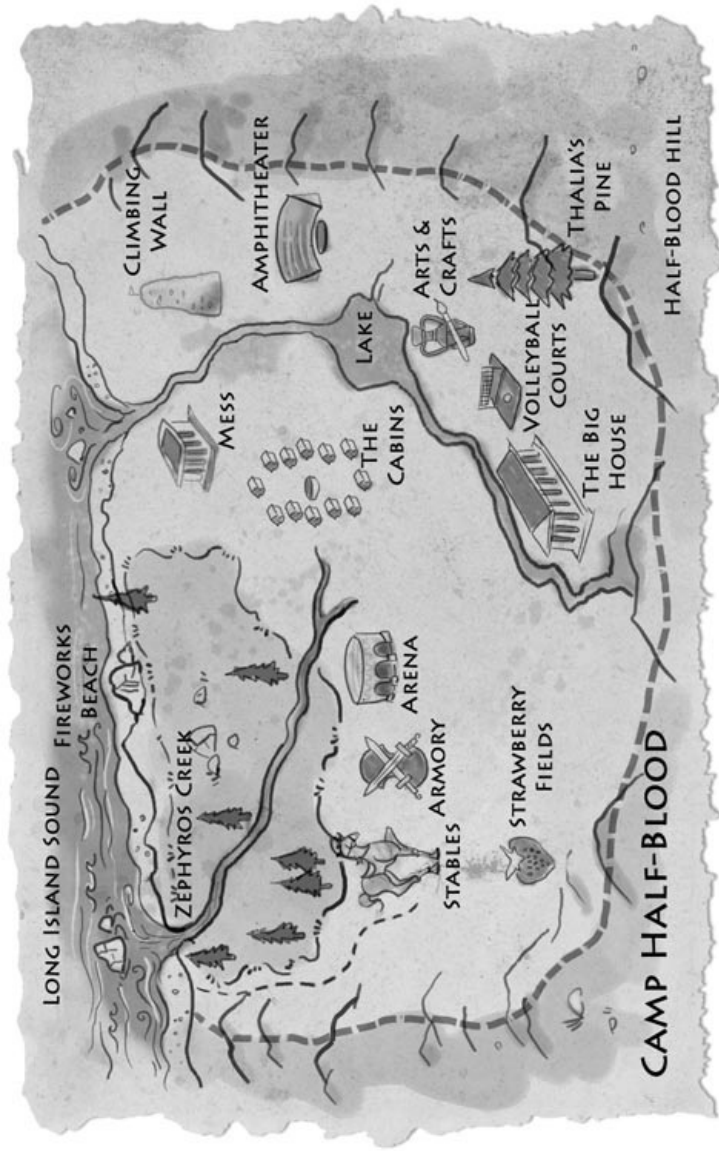 LONG ISLAND SOUND
FIREWORKS
BEACH
ZEPHYROS CREEK
CLIMBING
WALL
MESS
AMPHITHEATER
LAKE
THE
CABINS
ARENA
ARMORY
STABLES
ARTS &
CRAFTS
VOLLEYBALL
COURTS
STRAWBERRY
FIELDS
THE BIG
HOUSE
THALIA'S
PINE
HALF-BLOOD HILL
CAMP HALF-BLOOD